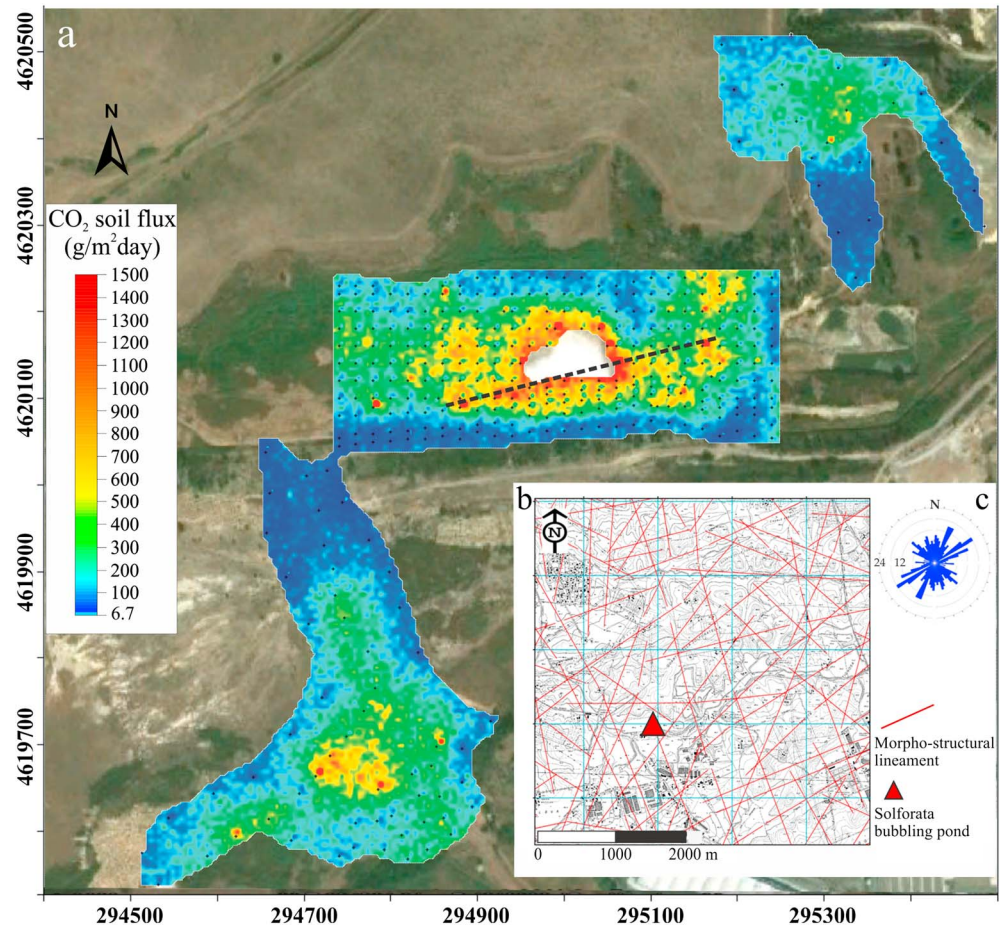 a
4620500
4620300
4620100
4619900
4619700
N
CO₂ soil flux
(g/m²day)
1500
1400
1300
1200
1100
1000
900
800
700
600
500
400
300
200
100
6.7
294500
294700
294900
295100
295300
b
N
0
1000
2000 m
c
N
24 12
Morpho-structural
lineament
Solforata
bubbling pond